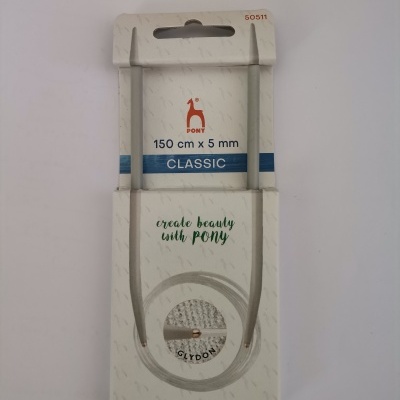 50511
PONY
150 cm x 5 mm
CLASSIC
create beauty
with PONY
GLYDON